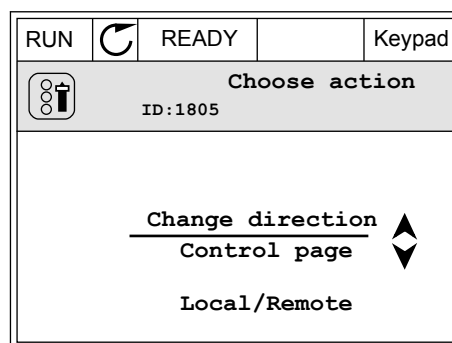 RUN READY Keypad
Choose action
ID:1805
Change direction
Control page
Local/Remote